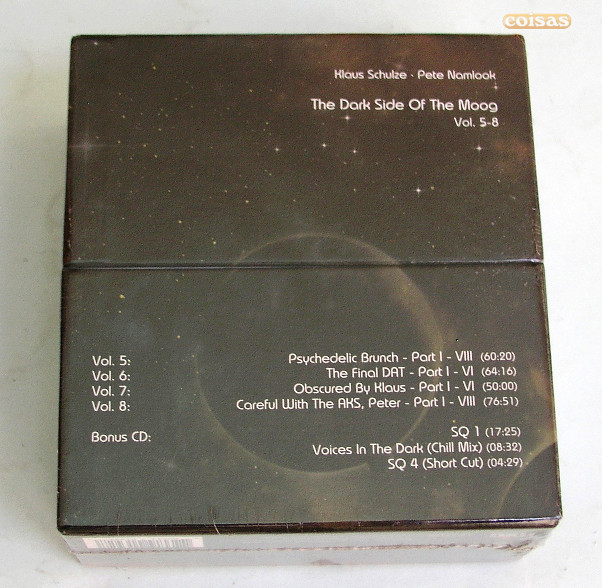 coisas
Klaus Schulze · Pete Namlook
The Dark Side Of The Moog
Vol. 5-8
Vol. 5: Psychedelic Brunch - Part I - VIII (60:20)
Vol. 6: The Final DAT - Part I - VI (64:16)
Vol. 7: Obscured By Klaus - Part I - VI (50:00)
Vol. 8: Careful With The AKS, Peter - Part I - VIII (76:51)
Bonus CD: SQ 1 (17:25)
Voices In The Dark (Chill Mix) (08:32)
SQ 4 (Short Cut) (04:29)